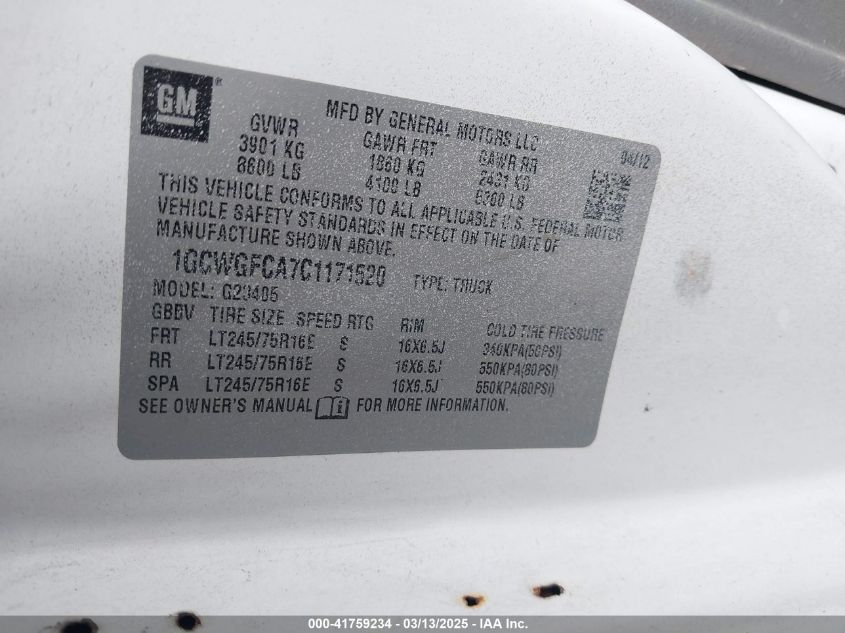 GM ®
MFD BY GENERAL MOTORS LLC
04/12
GVWR GAWR FRT GAWR RR
3901 KG 1860 KG 2431 KG
8600 LB 4100 LB 5360 LB
THIS VEHICLE CONFORMS TO ALL APPLICABLE U.S. FEDERAL MOTOR
VEHICLE SAFETY STANDARDS IN EFFECT ON THE DATE OF
MANUFACTURE SHOWN ABOVE.
1GCWGFCA7C1171520 TYPE: TRUCK
MODEL: G23405
GBBV TIRE SIZE SPEED RTG RIM COLD TIRE PRESSURE
FRT LT245/75R16E S 16X6.5J 340KPA(50PSI)
RR LT245/75R16E S 16X6.5J 550KPA(80PSI)
SPA LT245/75R16E S 16X6.5J 550KPA(80PSI)
SEE OWNER'S MANUAL FOR MORE INFORMATION.
000-41759234 - 03/13/2025 - IAA Inc.